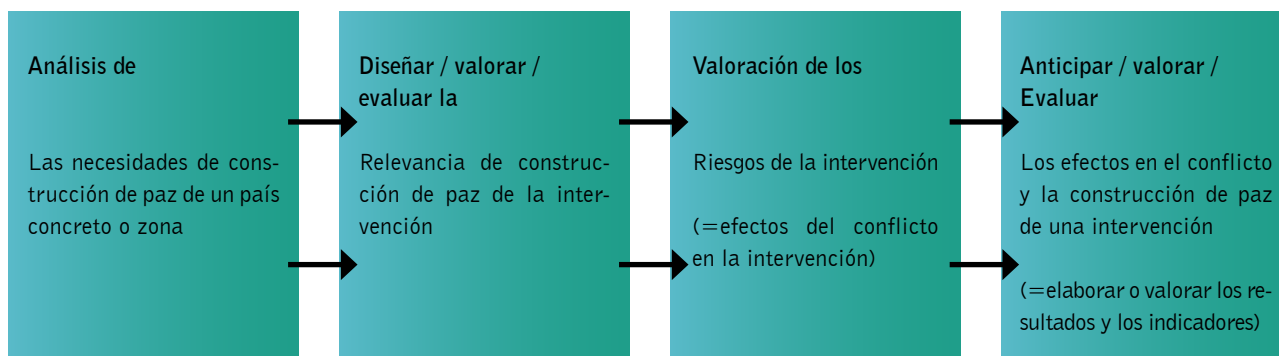 Análisis de
Las necesidades de cons-
trucción de paz de un país
concreto o zona
Diseñar / valorar /
evaluar la
Relevancia de construc-
ción de paz de la inter-
vención
Valoración de los
Riesgos de la intervención
(=efectos del conflicto
en la intervención)
Anticipar / valorar /
Evaluar
Los efectos en el conflicto
y la construcción de paz
de una intervención
(=elaborar o valorar los re-
sultados y los indicadores)